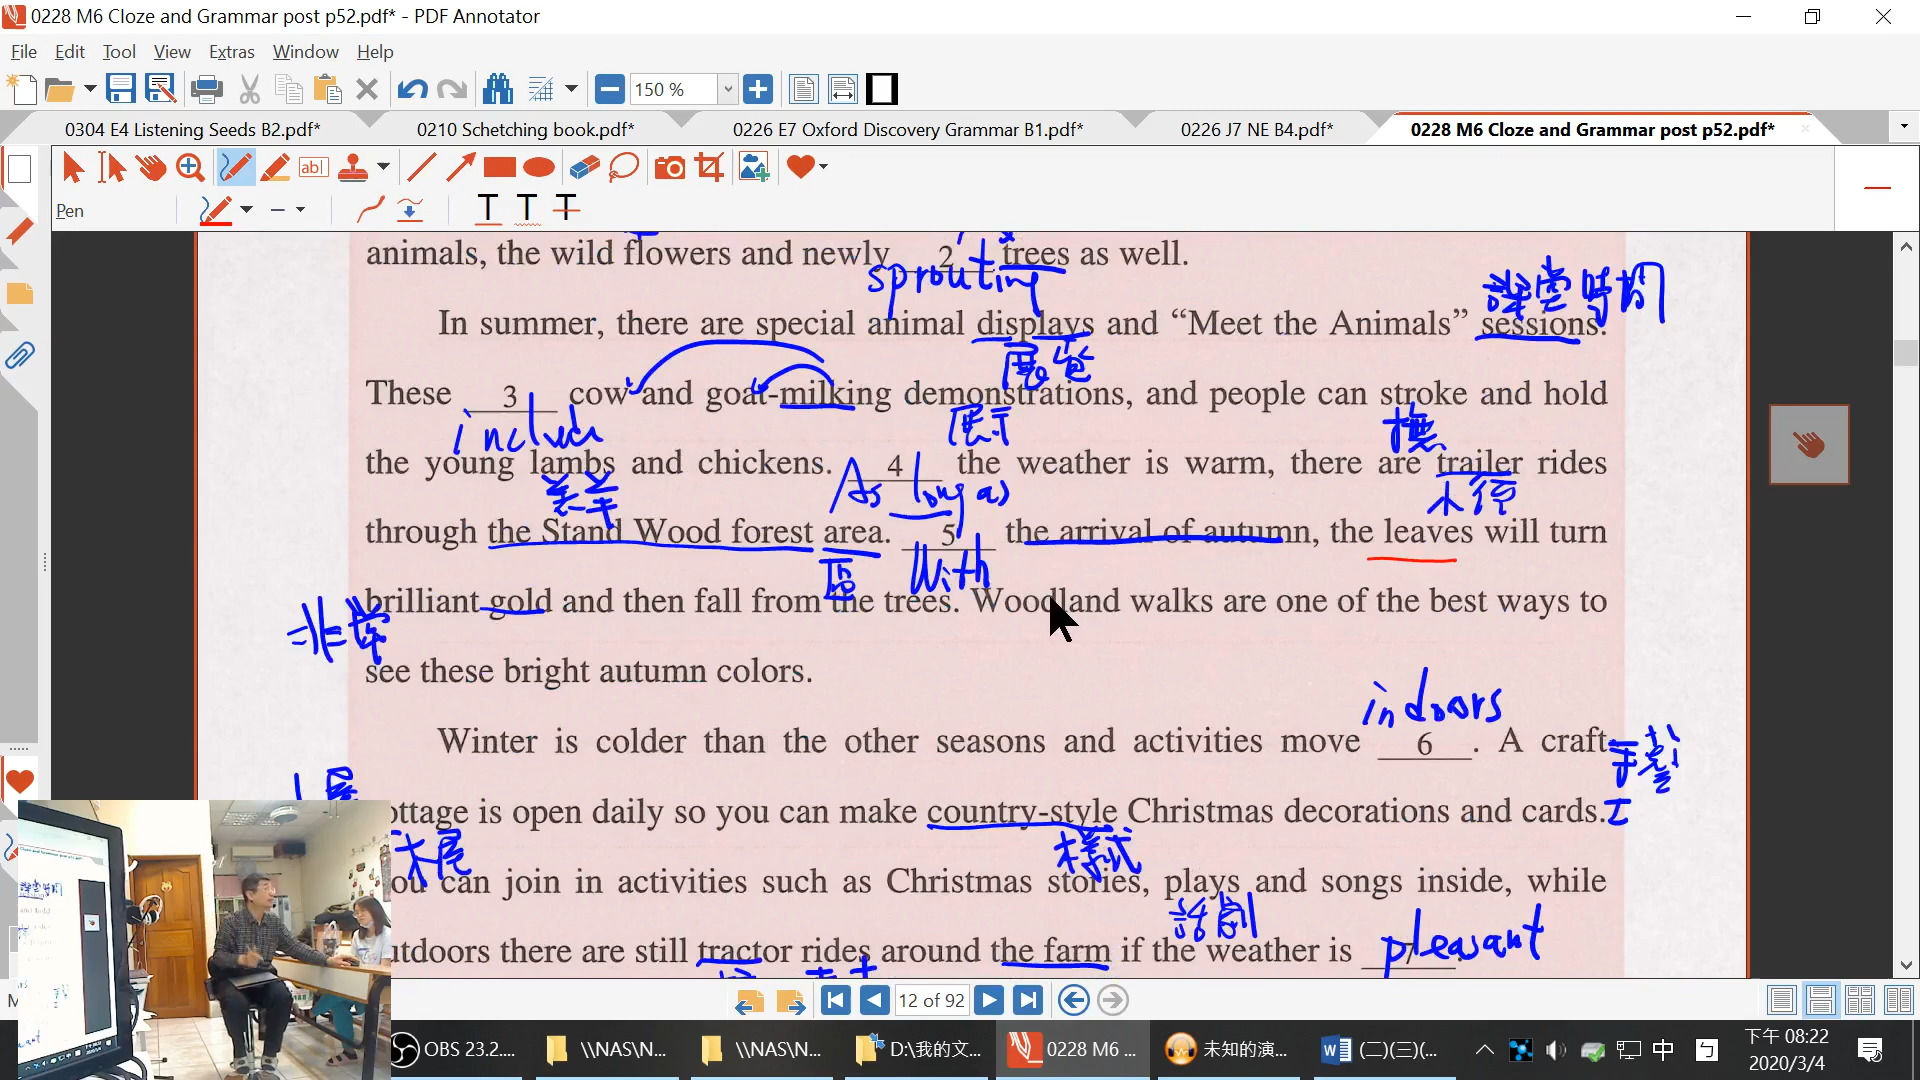 0228 M6 Cloze and Grammar post p52.pdf* - PDF Annotator
File Edit Tool View Extras Window Help
150 %
0304 E4 Listening Seeds B2.pdf* 0210 Schetching book.pdf* 0226 E7 Oxford Discovery Grammar B1.pdf* 0226 J7 NE B4.pdf* 0228 M6 Cloze and Grammar post p52.pdf*
Pen
animals, the wild flowers and newly 2 trees as well.
sprouting
課堂時間
In summer, there are special animal displays and “Meet the Animals” sessions.
展覽
These 3 cow and goat-milking demonstrations, and people can stroke and hold
include 展示 撫
the young lambs and chickens. 4 the weather is warm, there are trailer rides
羔羊 As long as
through the Stand Wood forest area. 5 the arrival of autumn, the leaves will turn
區 With
brilliant gold and then fall from the trees. Woodland walks are one of the best ways to
非常
see these bright autumn colors.
indoors
Winter is colder than the other seasons and activities move 6 . A craft
手藝
ottage is open daily so you can make country-style Christmas decorations and cards.
工
木屋 樣式
ou can join in activities such as Christmas stories, plays and songs inside, while
話劇
utdoors there are still tractor rides around the farm if the weather is 7 .
pleasant
12 of 92
OBS 23.2.... \\NAS\N... \\NAS\N... D:\我的文... 0228 M6 ... 未知的演... (二)(三)(... 中 ㄅ
下午 08:22
2020/3/4